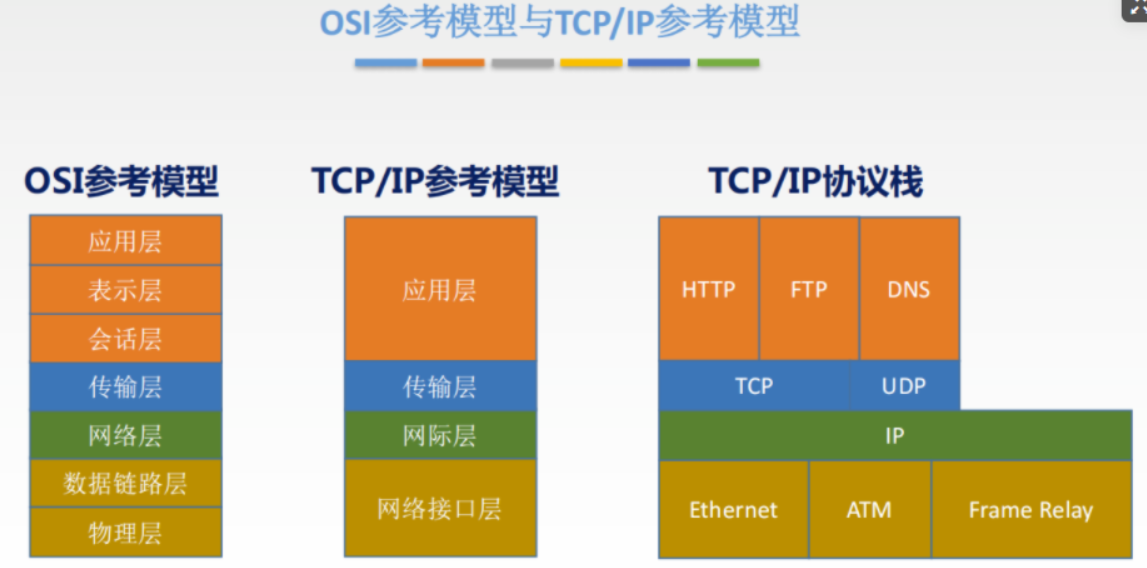 OSI参考模型与TCP/IP参考模型
OSI参考模型
应用层
表示层
会话层
传输层
网络层
数据链路层
物理层
TCP/IP参考模型
应用层
传输层
网际层
网络接口层
TCP/IP协议栈
HTTP
FTP
DNS
TCP
UDP
IP
Ethernet
ATM
Frame Relay